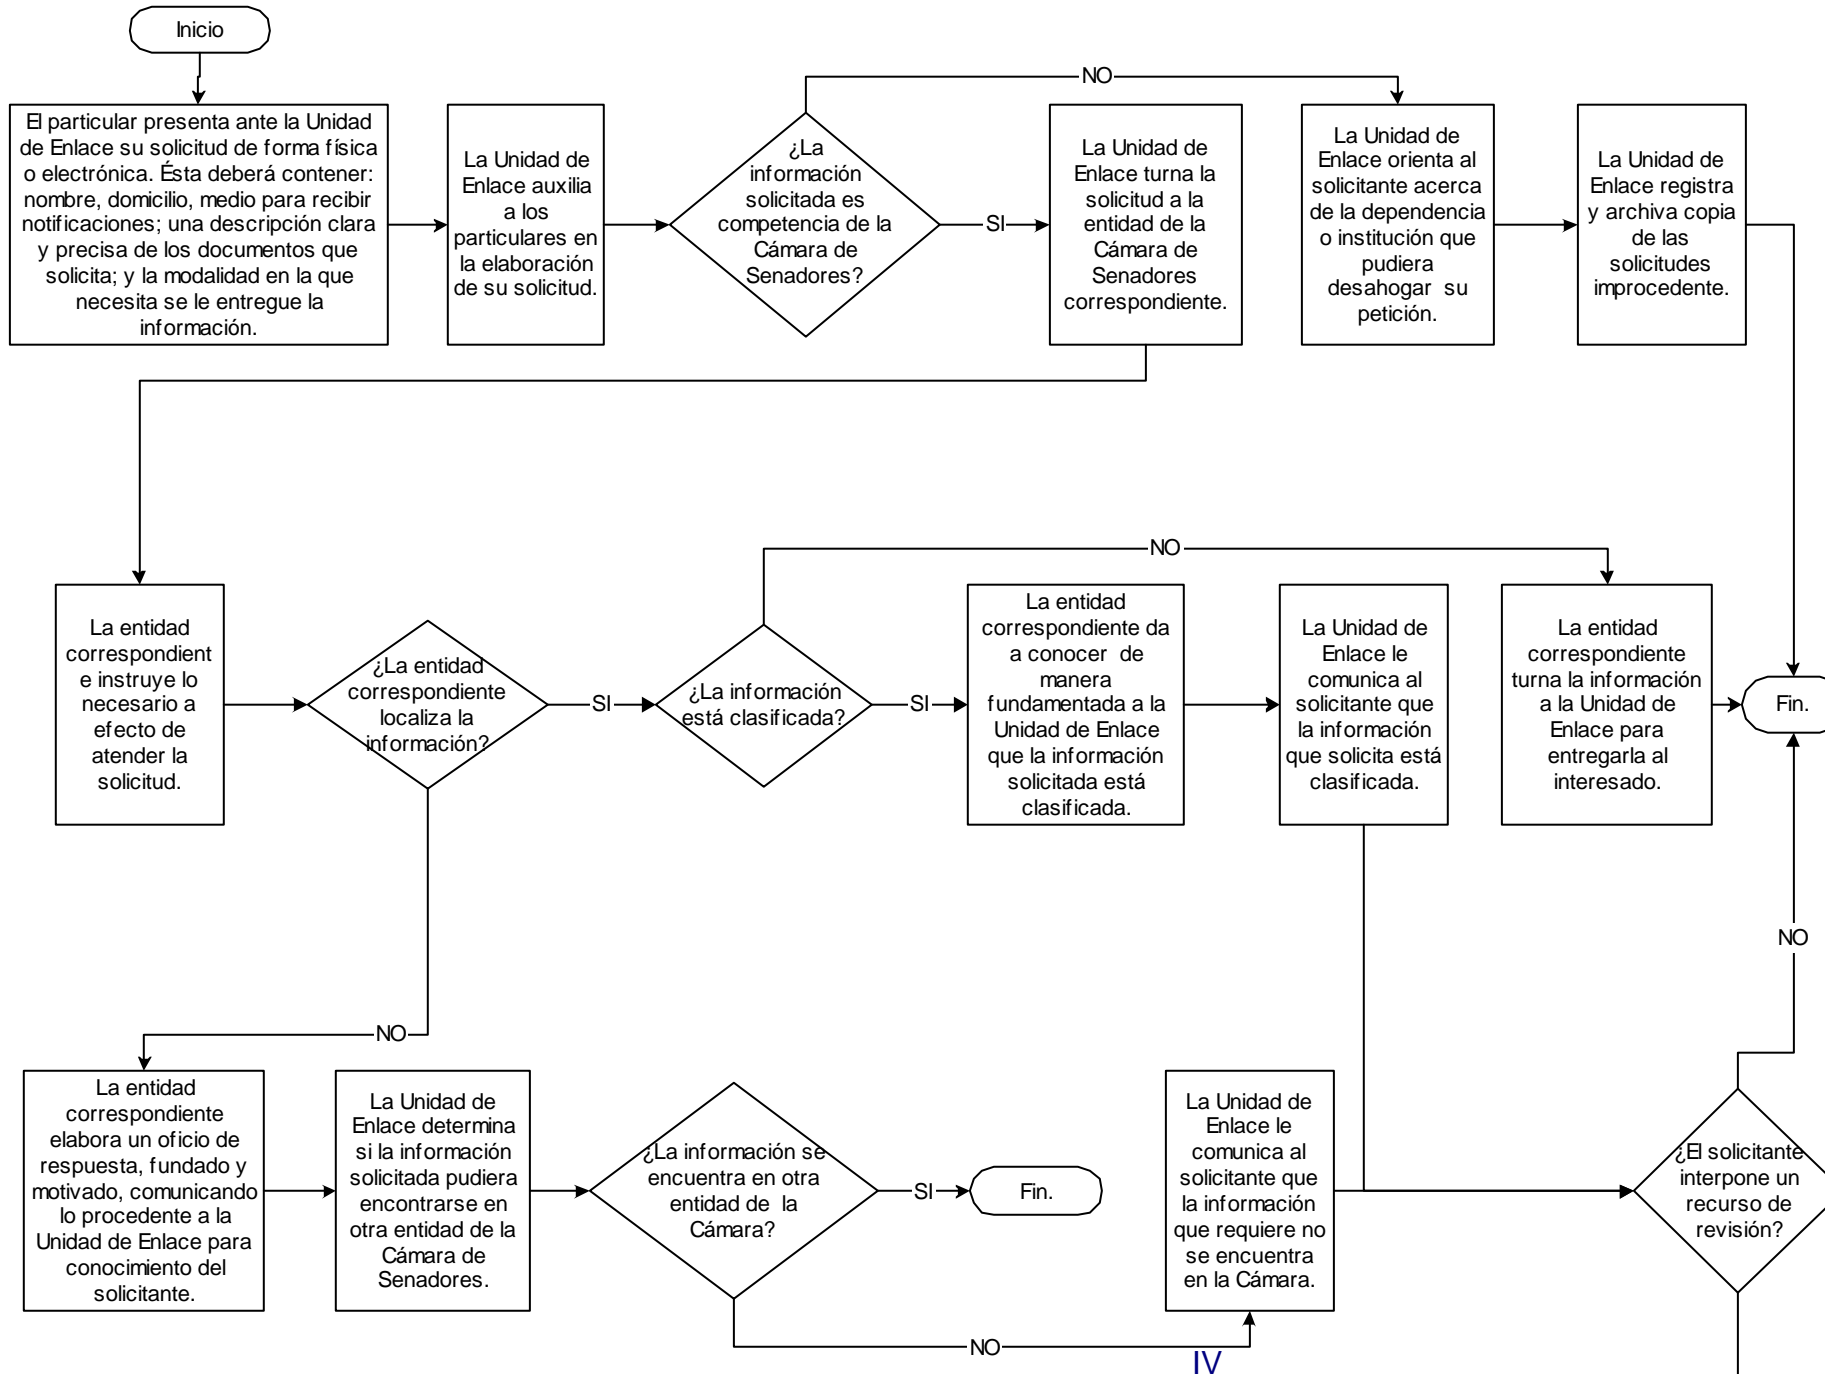 Inicio
El particular presenta ante la Unidad
de Enlace su solicitud de forma física
o electrónica. Ésta deberá contener:
nombre, domicilio, medio para recibir
notificaciones; una descripción clara
y precisa de los documentos que
solicita; y la modalidad en la que
necesita se le entregue la
información.
La Unidad de
Enlace auxilia
a los
particulares en
la elaboración
de su solicitud.
¿La
información
solicitada es
competencia de la
Cámara de
Senadores?
NO
SI
La Unidad de
Enlace turna la
solicitud a la
entidad de la
Cámara de
Senadores
correspondiente.
La Unidad de
Enlace orienta al
solicitante acerca
de la dependencia
o institución que
pudiera
desahogar su
petición.
La Unidad de
Enlace registra
y archiva copia
de las
solicitudes
improcedente.
La entidad
correspondient
e instruye lo
necesario a
efecto de
atender la
solicitud.
¿La entidad
correspondiente
localiza la
información?
SI
¿La información
está clasificada?
NO
SI
La entidad
correspondiente da
a conocer de
manera
fundamentada a la
Unidad de Enlace
que la información
solicitada está
clasificada.
La Unidad de
Enlace le
comunica al
solicitante que
la información
que solicita está
clasificada.
La entidad
correspondiente
turna la información
a la Unidad de
Enlace para
entregarla al
interesado.
Fin.
NO
NO
La entidad
correspondiente
elabora un oficio de
respuesta, fundado y
motivado, comunicando
lo procedente a la
Unidad de Enlace para
conocimiento del
solicitante.
La Unidad de
Enlace determina
si la información
solicitada pudiera
encontrarse en
otra entidad de la
Cámara de
Senadores.
¿La información se
encuentra en otra
entidad de la
Cámara?
SI
Fin.
NO
La Unidad de
Enlace le
comunica al
solicitante que
la información
que requiere no
se encuentra
en la Cámara.
¿El solicitante
interpone un
recurso de
revisión?
IV